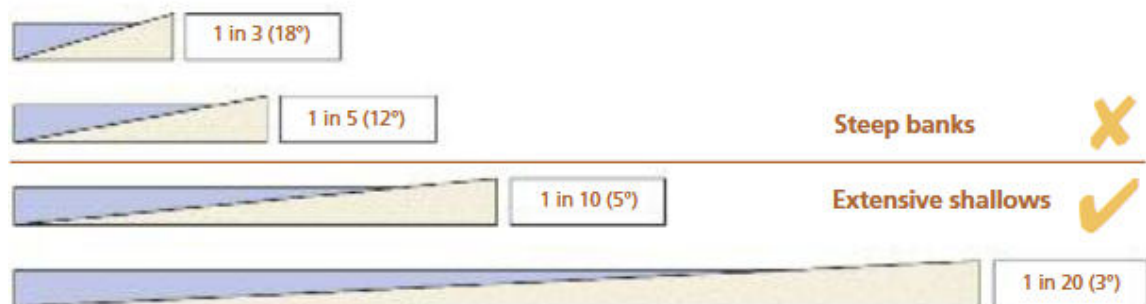 1 in 3 (18º)
1 in 5 (12º)
Steep banks
1 in 10 (5º)
Extensive shallows
1 in 20 (3º)